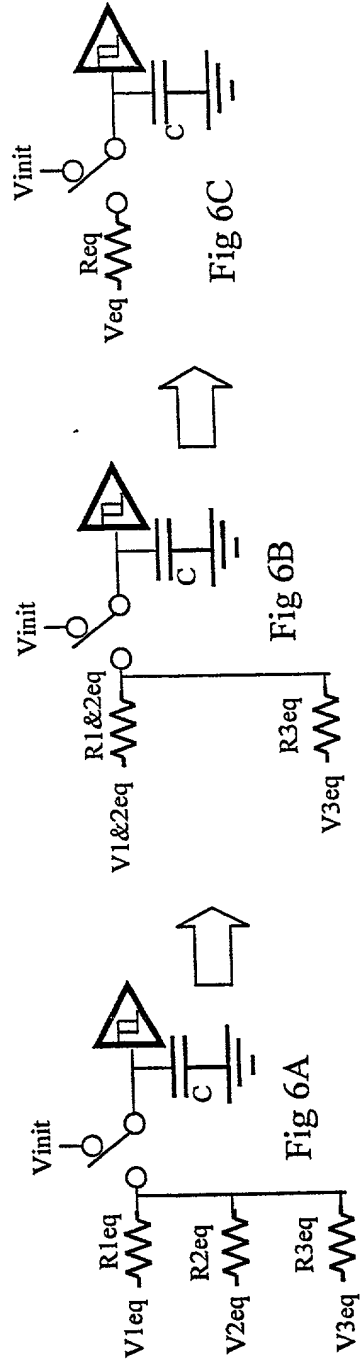 Vinit
V1eq R1eq
V2eq R2eq
V3eq R3eq
C
Fig 6A
Vinit
V1&2eq R1&2eq
V3eq R3eq
C
Fig 6B
Vinit
Veq Req
C
Fig 6C